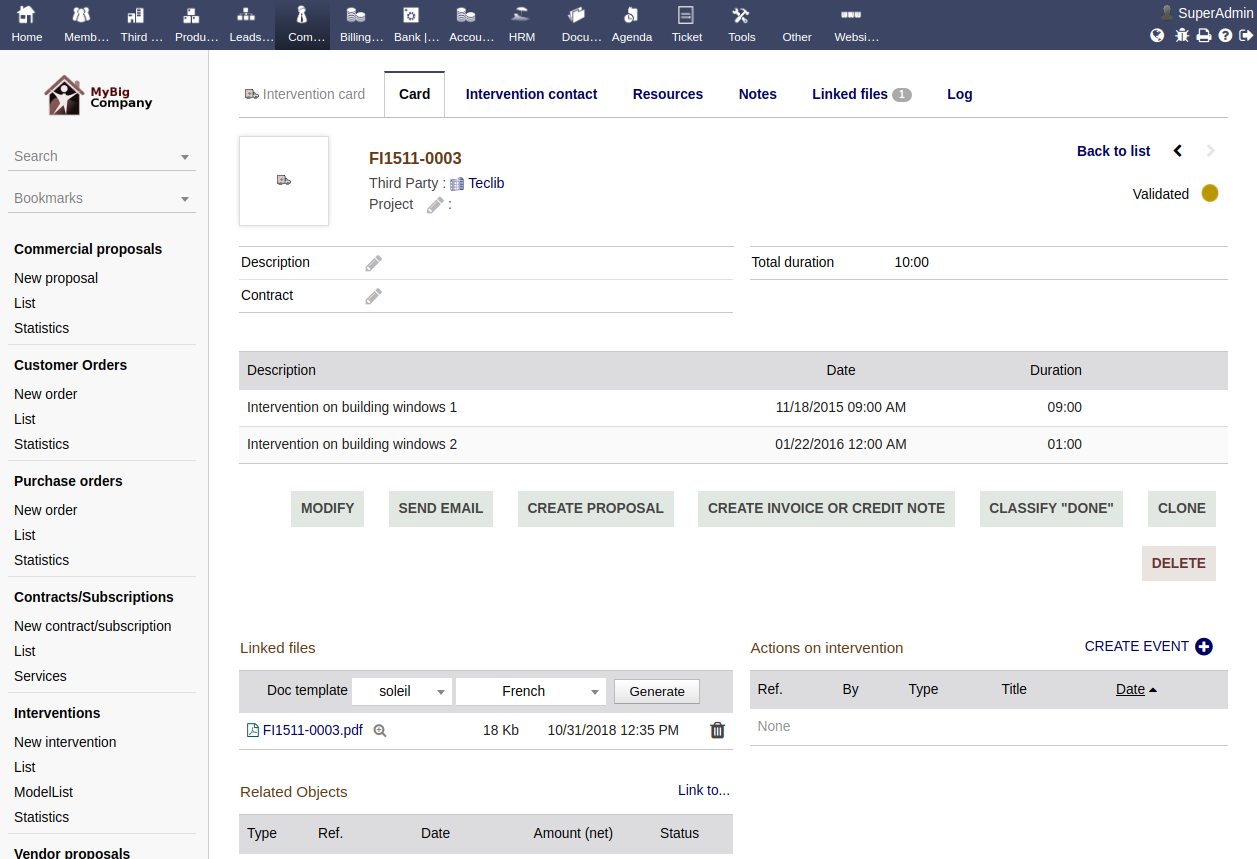 Home Memb... Third ... Produ... Leads... Com... Billing... Bank |... Accou... HRM Docu... Agenda Ticket Tools Other Websi... SuperAdmin
MyBig
Company
Search
Bookmarks
Commercial proposals
New proposal
List
Statistics
Customer Orders
New order
List
Statistics
Purchase orders
New order
List
Statistics
Contracts/Subscriptions
New contract/subscription
List
Services
Interventions
New intervention
List
ModelList
Statistics
Vendor proposals
Intervention card Card Intervention contact Resources Notes Linked files 1 Log
FI1511-0003
Third Party : Teclib
Project :
Back to list
Validated
Description
Contract
Total duration 10:00
Description Date Duration
Intervention on building windows 1 11/18/2015 09:00 AM 09:00
Intervention on building windows 2 01/22/2016 12:00 AM 01:00
MODIFY SEND EMAIL CREATE PROPOSAL CREATE INVOICE OR CREDIT NOTE CLASSIFY "DONE" CLONE
DELETE
Linked files
Doc template soleil French Generate
FI1511-0003.pdf 18 Kb 10/31/2018 12:35 PM
Actions on intervention CREATE EVENT
Ref. By Type Title Date
None
Related Objects Link to...
Type Ref. Date Amount (net) Status